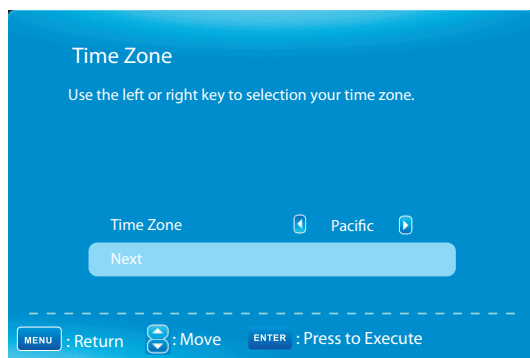 Time Zone
Use the left or right key to selection your time zone.
Time Zone Pacific
Next
MENU : Return : Move ENTER : Press to Execute